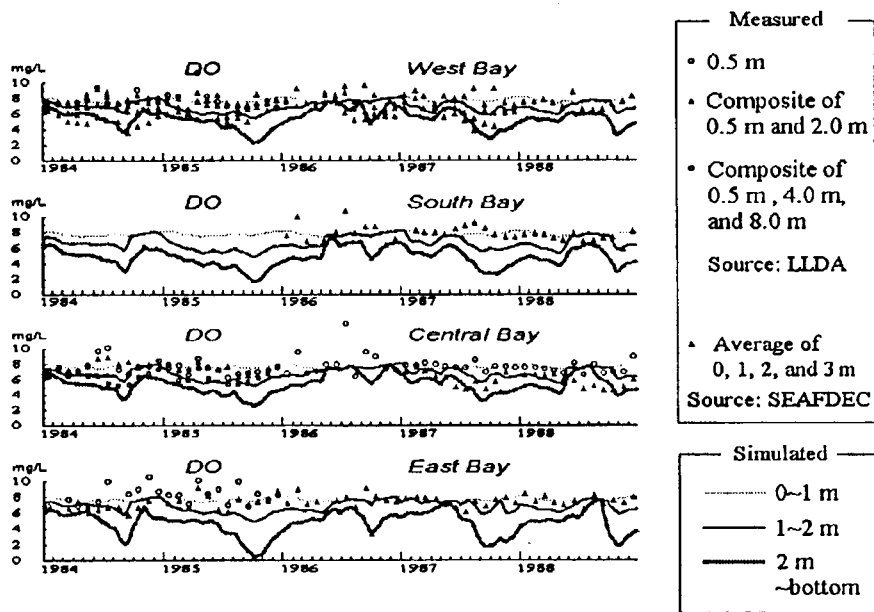 mg/L DO West Bay
10
8
6
4
2
0
1984 1985 1986 1987 1988
DO South Bay
10
8
6
4
2
0
1984 1985 1986 1987 1988
DO Central Bay
10
8
6
4
2
0
1984 1985 1986 1987 1988
mg/L DO East Bay
10
8
6
4
2
0
1984 1985 1986 1987 1988
Measured
0.5 m
Composite of
0.5 m and 2.0 m
Composite of
0.5 m , 4.0 m,
and 8.0 m
Source: LLDA
Average of
0, 1, 2, and 3 m
Source: SEAFDEC
Simulated
0~1 m
1~2 m
2 m
~bottom